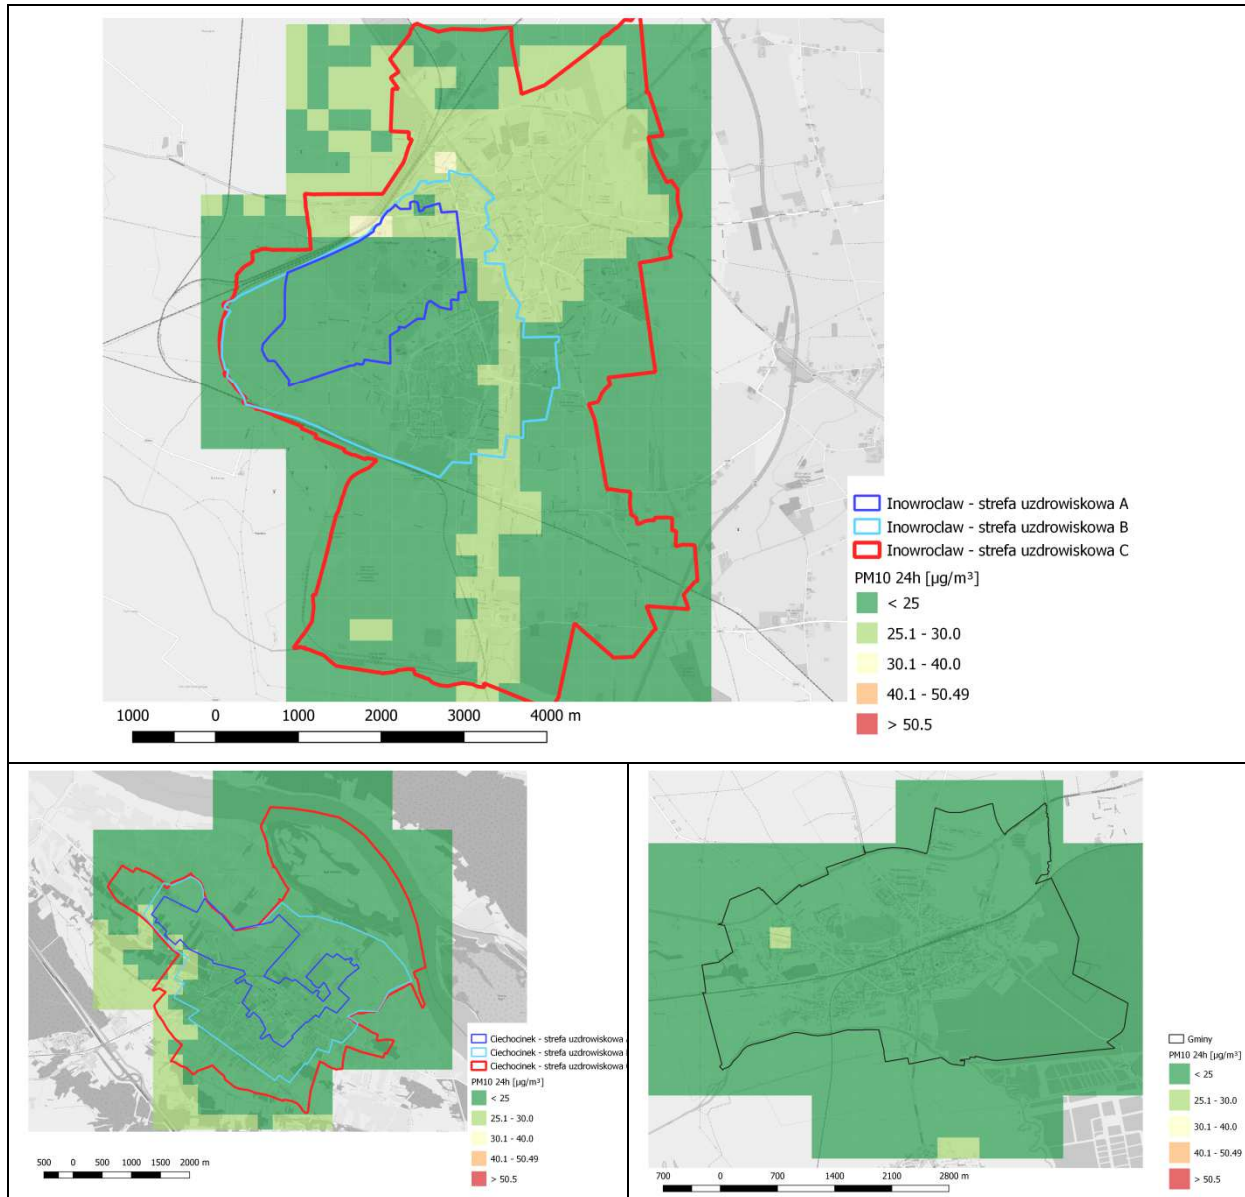 Inowrocław - strefa uzdrowiskowa A
Inowrocław - strefa uzdrowiskowa B
Inowrocław - strefa uzdrowiskowa C
PM10 24h [µg/m³]
< 25
25.1 - 30.0
30.1 - 40.0
40.1 - 50.49
> 50.5
1000 0 1000 2000 3000 4000 m
Ciechocinek - strefa uzdrowiskowa
Ciechocinek - strefa uzdrowiskowa
Ciechocinek - strefa uzdrowiskowa
PM10 24h [µg/m³]
< 25
25.1 - 30.0
30.1 - 40.0
40.1 - 50.49
> 50.5
500 0 500 1000 1500 2000 m
Gminy
PM10 24h [µg/m³]
< 25
25.1 - 30.0
30.1 - 40.0
40.1 - 50.49
> 50.5
700 0 700 1400 2100 2800 m